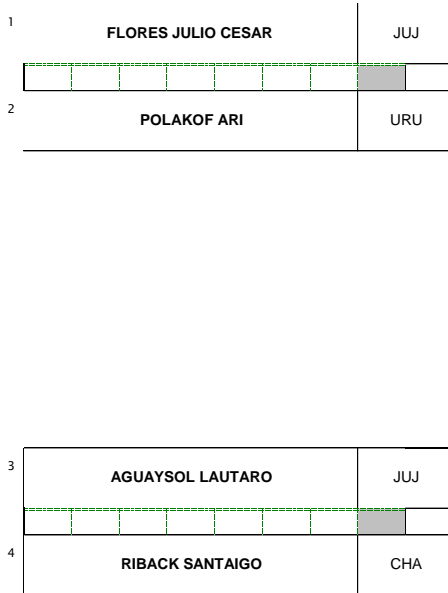 1 FLORES JULIO CESAR JUJ
2 POLAKOF ARI URU
3 AGUAYSOL LAUTARO JUJ
4 RIBACK SANTAIGO CHA